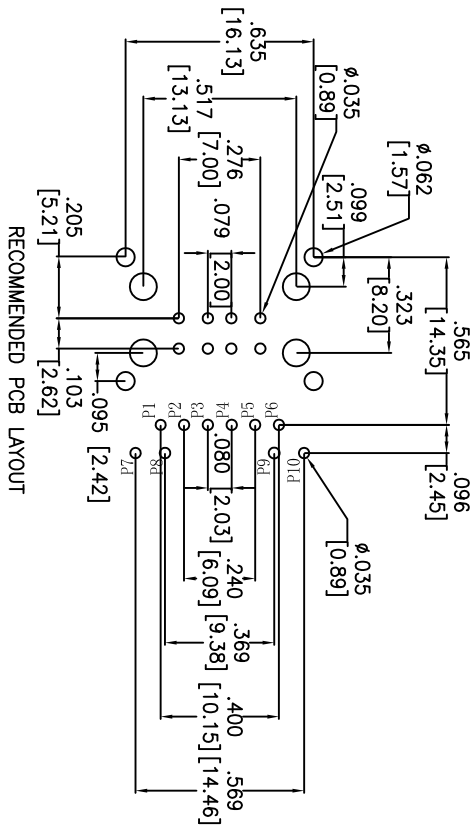 .635
[16.13]
.517
[13.13]
ø.035
[0.89]
.276
[7.00]
.079
[2.00]
ø.062
[1.57]
.099
[2.51]
.323
[8.20]
.565
[14.35]
.096
[2.45]
.205
[5.21]
.103
[2.62]
.095
[2.42]
P1
P2
P3
P4
P5
P6
P7
P8
P9
P10
ø.035
[0.89]
.080
[2.03]
.240
[6.09]
.369
[9.38]
.400
[10.15]
.569
[14.46]
RECOMMENDED PCB LAYOUT